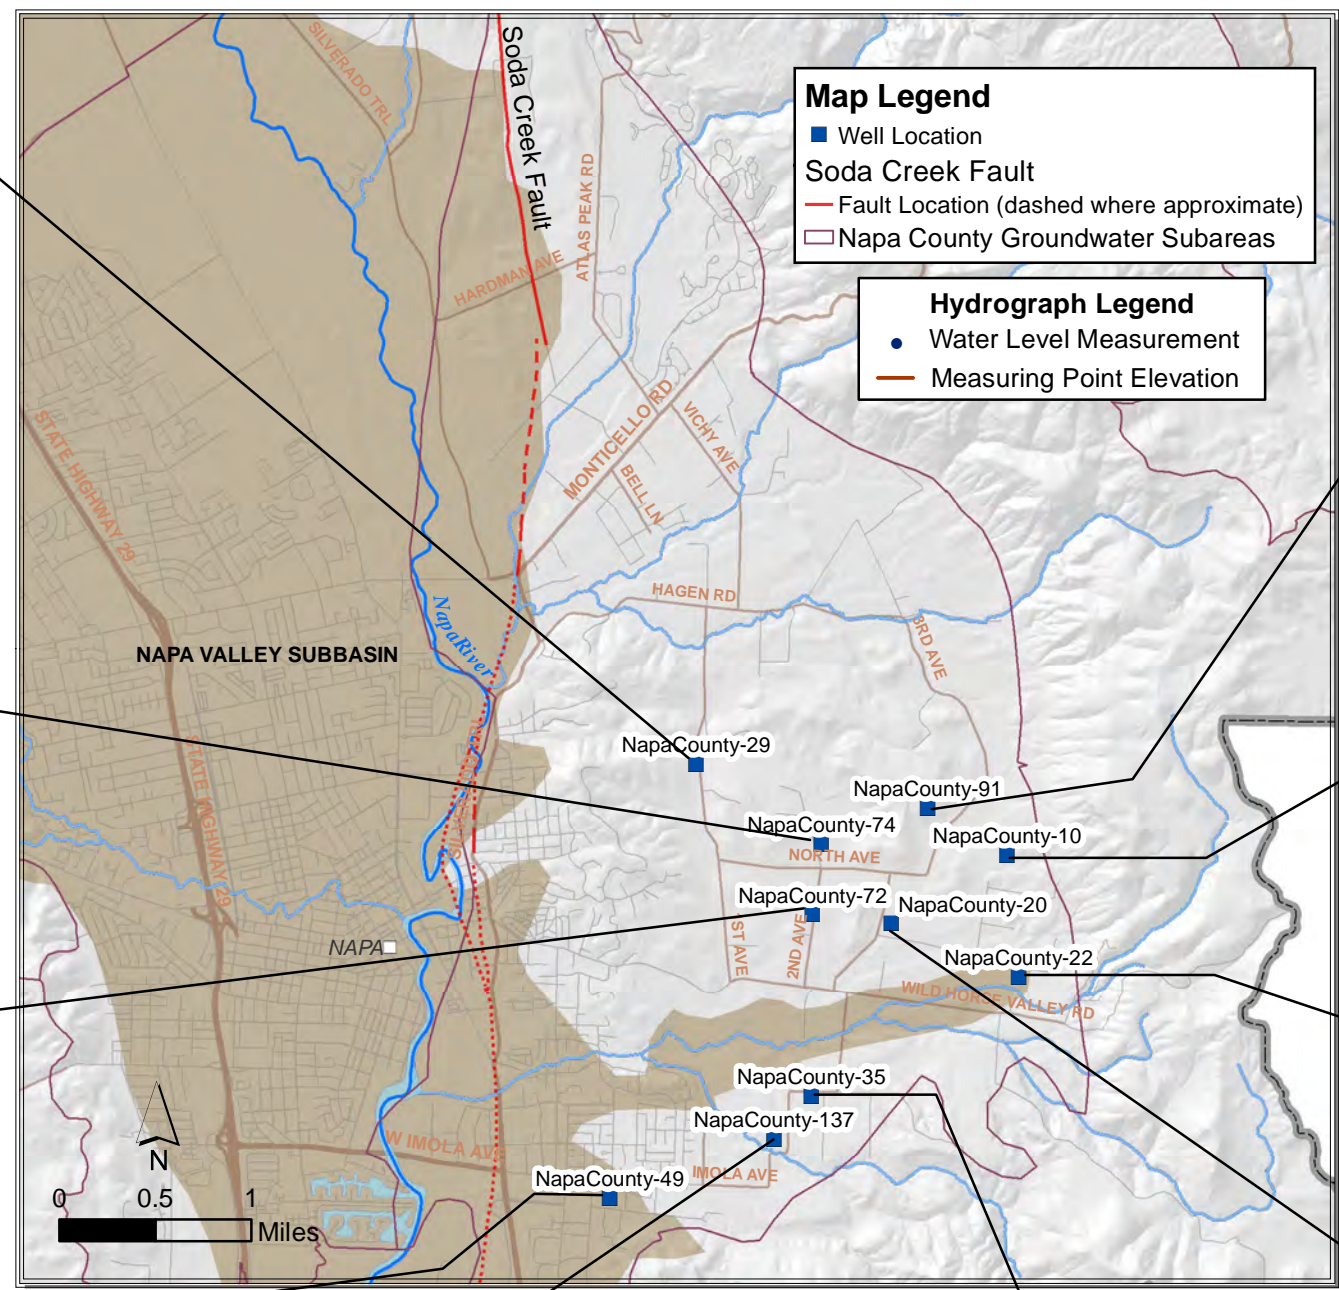 Soda Creek Fault
SILVERADO TRL
ATLAS PEAK RD
HARDMAN AVE
Map Legend
Well Location
Soda Creek Fault
Fault Location (dashed where approximate)
Napa County Groundwater Subareas
Hydrograph Legend
Water Level Measurement
Measuring Point Elevation
MONTICELLO RD
VICHY AVE
BELL LN
STATE HIGHWAY 29
HAGEN RD
3RD AVE
NapaRiver
NAPA VALLEY SUBBASIN
STATE HIGHWAY 29
NapaCounty-29
NapaCounty-91
NapaCounty-74
NapaCounty-10
NORTH AVE
NapaCounty-72
NapaCounty-20
ST AVE
2ND AVE
NAPA
NapaCounty-22
WILD HORSE VALLEY RD
NapaCounty-35
NapaCounty-137
W IMOLA AVE
IMOLA AVE
NapaCounty-49
N
0 0.5 1
Miles